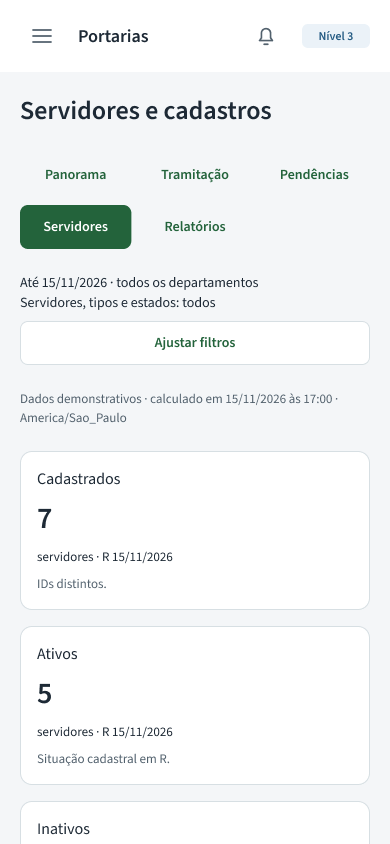 Portarias
Nível 3
Servidores e cadastros
Panorama
Tramitação
Pendências
Servidores
Relatórios
Até 15/11/2026 · todos os departamentos
Servidores, tipos e estados: todos
Ajustar filtros
Dados demonstrativos · calculado em 15/11/2026 às 17:00 ·
America/Sao_Paulo
Cadastrados
7
servidores · R 15/11/2026
IDs distintos.
Ativos
5
servidores · R 15/11/2026
Situação cadastral em R.
Inativos